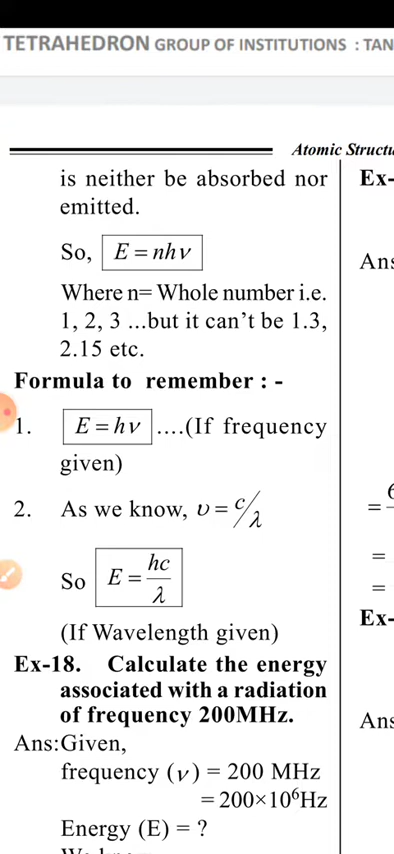 TETRAHEDRON GROUP OF INSTITUTIONS : TAN
Atomic Structu
is neither be absorbed nor
emitted.
So, E = nhν
Where n= Whole number i.e.
1, 2, 3 ...but it can't be 1.3,
2.15 etc.
Formula to remember : -
1. E = hν ....(If frequency
given)
2. As we know, υ = c/λ
So E = hc/λ
(If Wavelength given)
Ex-18. Calculate the energy
associated with a radiation
of frequency 200MHz.
Ans:Given,
frequency (ν) = 200 MHz
= 200×10⁶Hz
Energy (E) = ?
Ex-
Ans
=
=
=
Ex-
Ans